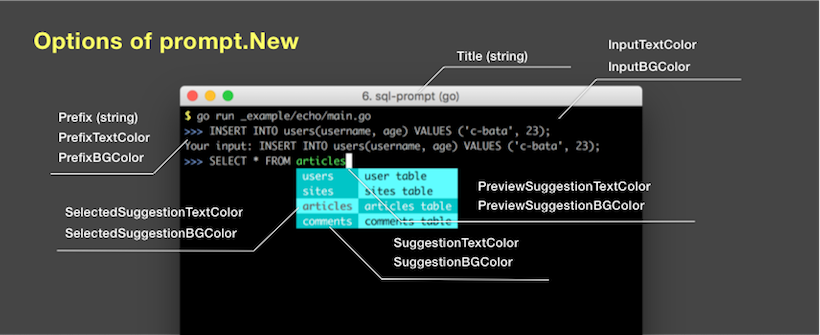 Options of prompt.New
Title (string)
InputTextColor
InputBGColor
6. sql-prompt (go)
Prefix (string)
PrefixTextColor
PrefixBGColor
$ go run _example/echo/main.go
>>> INSERT INTO users(username, age) VALUES ('c-bata', 23);
Your input: INSERT INTO users(username, age) VALUES ('c-bata', 23);
>>> SELECT * FROM articles
users user table
sites sites table
articles articles table
comments comments table
PreviewSuggestionTextColor
PreviewSuggestionBGColor
SelectedSuggestionTextColor
SelectedSuggestionBGColor
SuggestionTextColor
SuggestionBGColor